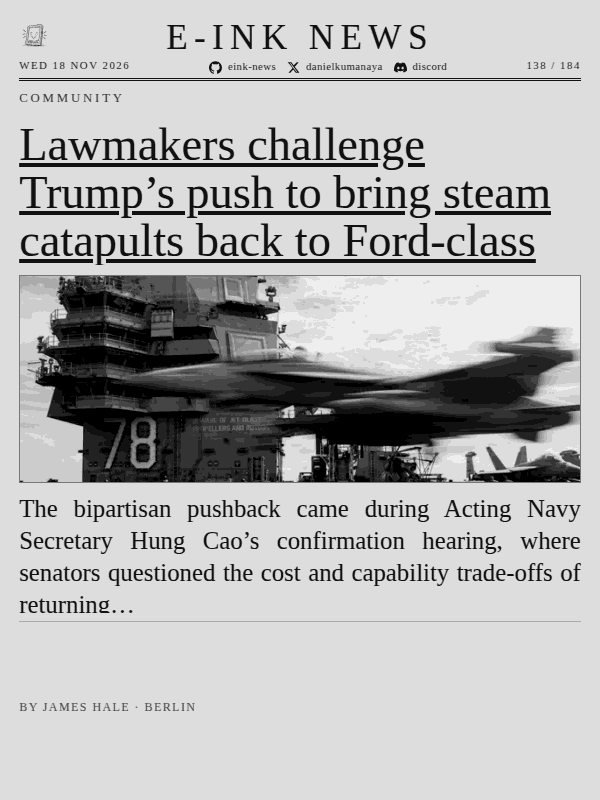 E-INK NEWS
WED 18 NOV 2026
eink-news danielkumanaya discord
138 / 184
COMMUNITY
Lawmakers challenge
Trump’s push to bring steam
catapults back to Ford-class
78
The bipartisan pushback came during Acting Navy
Secretary Hung Cao’s confirmation hearing, where
senators questioned the cost and capability trade-offs of
returning…
BY JAMES HALE · BERLIN